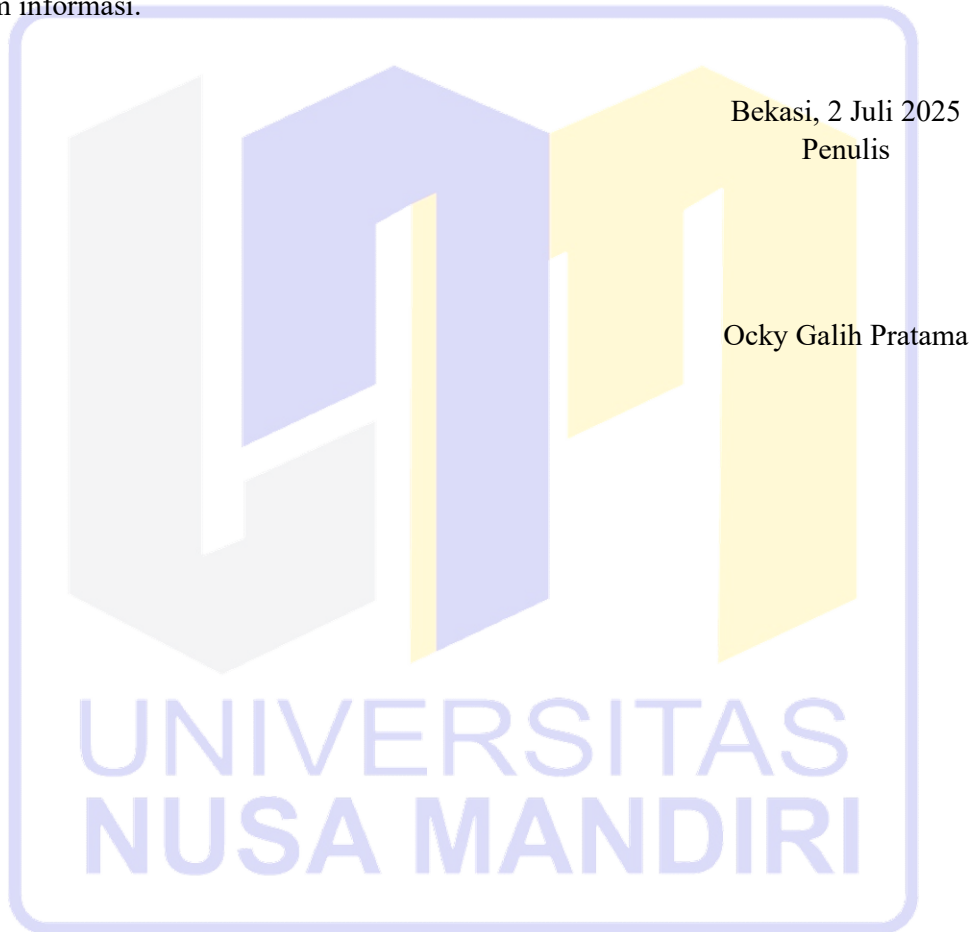 informasi.
Bekasi, 2 Juli 2025
Penulis
Ocky Galih Pratama
UNIVERSITAS
NUSA MANDIRI